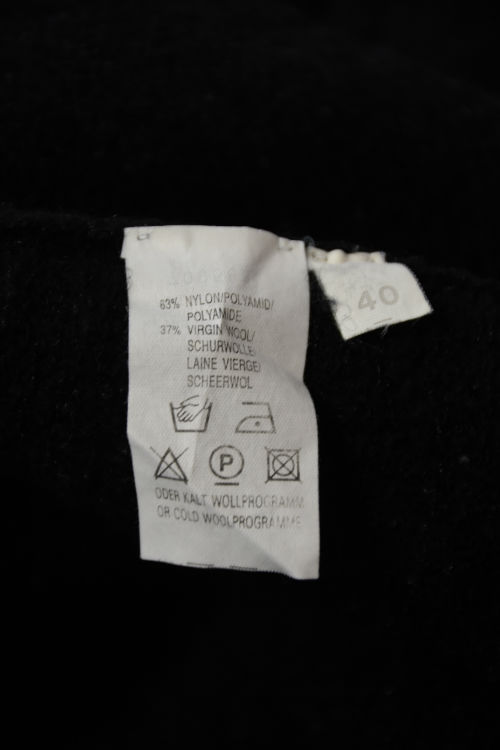 63% NYLON/POLYAMID/
POLYAMIDE
37% VIRGIN WOOL/
SCHURWOLLE
LAINE VIERGE
SCHEERWOL
P
ODER KALT WOLLPROGRAMM
OR COLD WOOLPROGRAMME
40